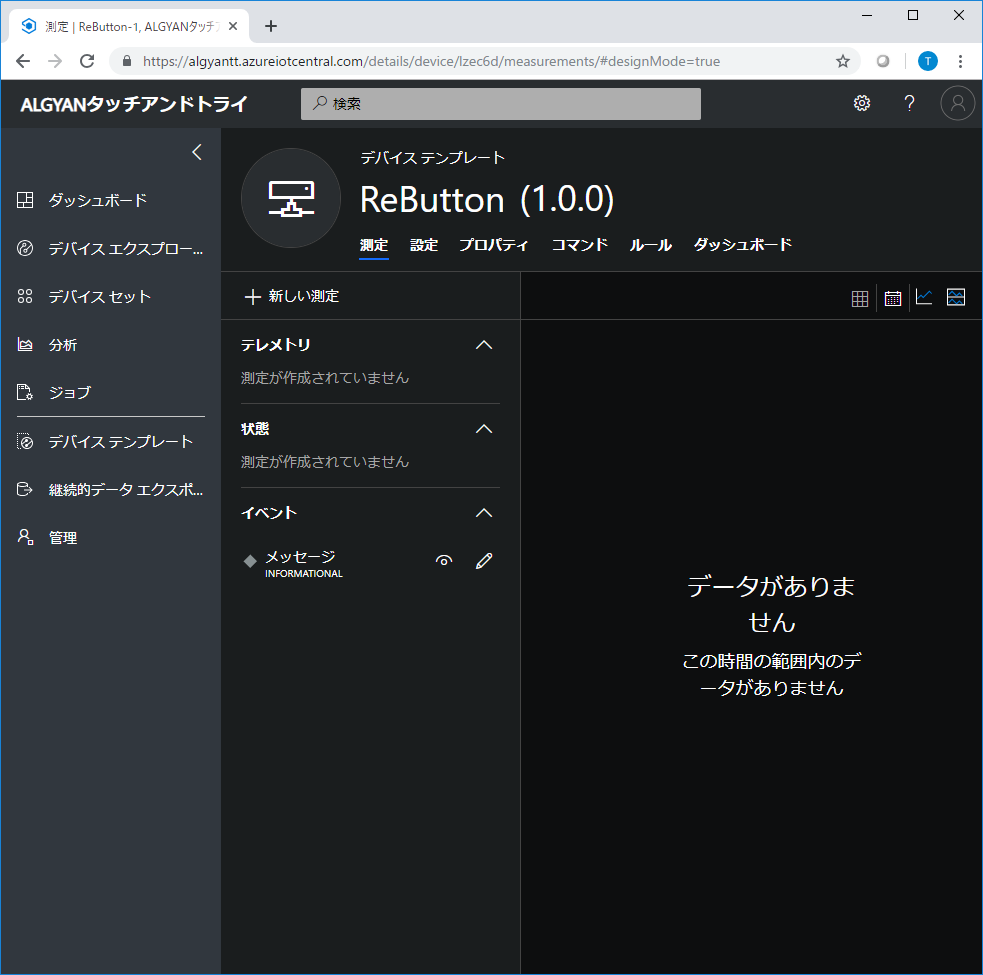 測定 | ReButton-1, ALGYANタッチア
https://algyantt.azureiotcentral.com/details/device/lzec6d/measurements/#designMode=true
T
ALGYANタッチアンドトライ
検索
?
ダッシュボード
デバイス エクスプロー...
デバイス セット
分析
ジョブ
デバイス テンプレート
継続的データ エクスポ...
管理
デバイス テンプレート
ReButton (1.0.0)
測定 設定 プロパティ コマンド ルール ダッシュボード
新しい測定
テレメトリ
測定が作成されていません
状態
測定が作成されていません
イベント
メッセージ
INFORMATIONAL
データがありま
せん
この時間の範囲内のデ
ータがありません